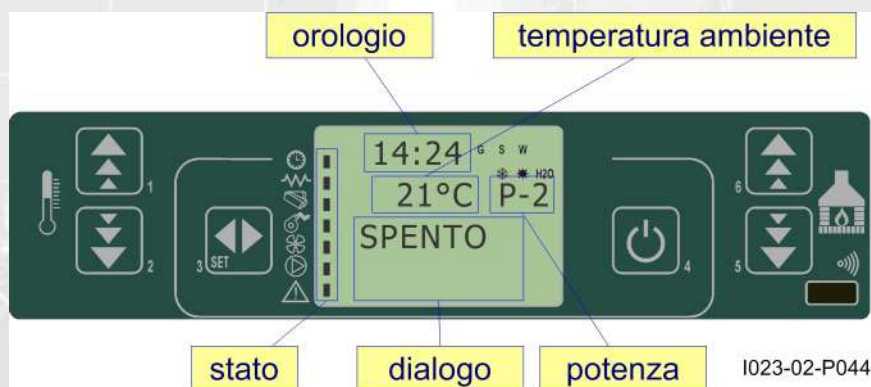 orologio
temperatura ambiente
14:24 G S W
H2O
21°C P-2
SPENTO
1
2
3 SET
4
6
5
stato
dialogo
potenza
I023-02-P044